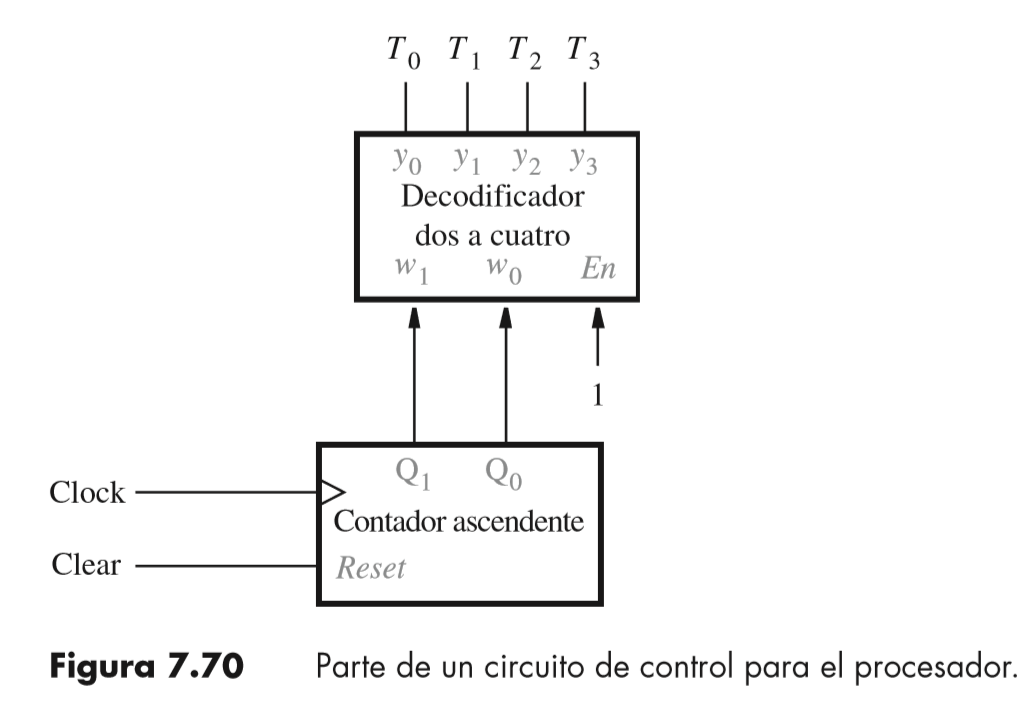 T0 T1 T2 T3
y0 y1 y2 y3
Decodificador
dos a cuatro
w1 w0 En
1
Q1 Q0
Clock
Contador ascendente
Clear Reset
Figura 7.70 Parte de un circuito de control para el procesador.